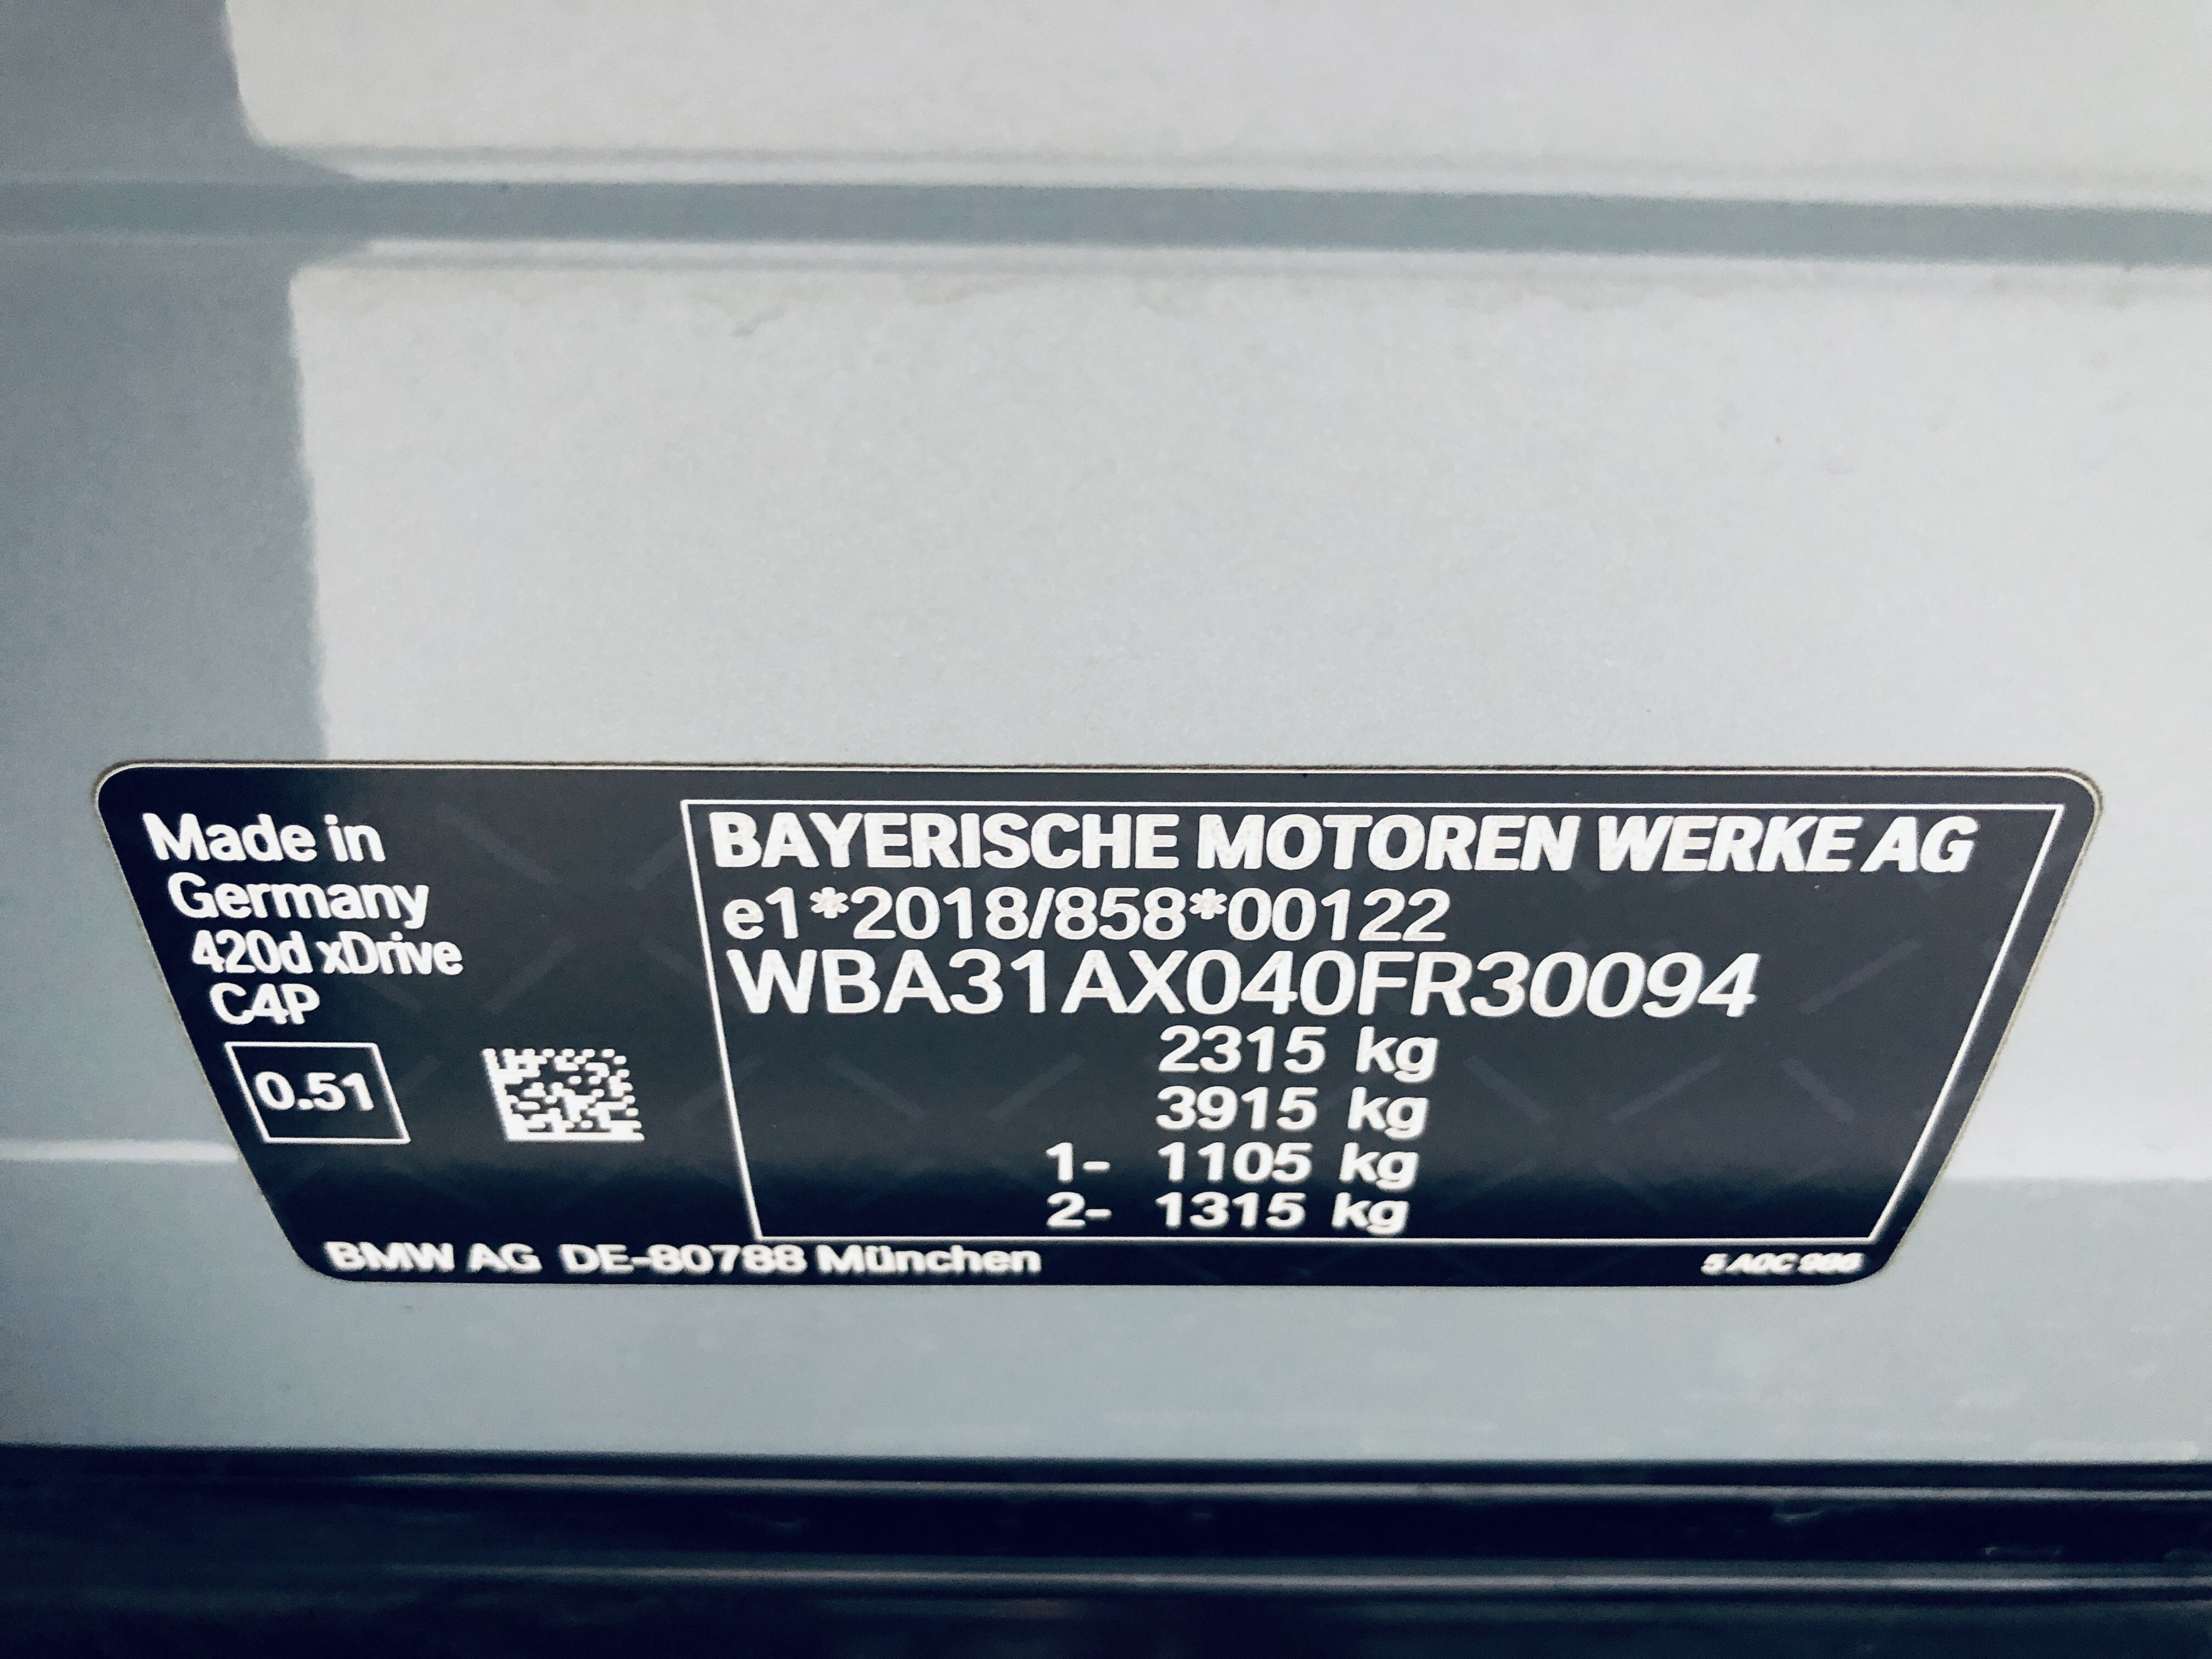 Made in
Germany
420d xDrive
C4P
0.51
BAYERISCHE MOTOREN WERKE AG
e1*2018/858*00122
WBA31AX040FR30094
2315 kg
3915 kg
1- 1105 kg
2- 1315 kg
BMW AG DE-80788 München